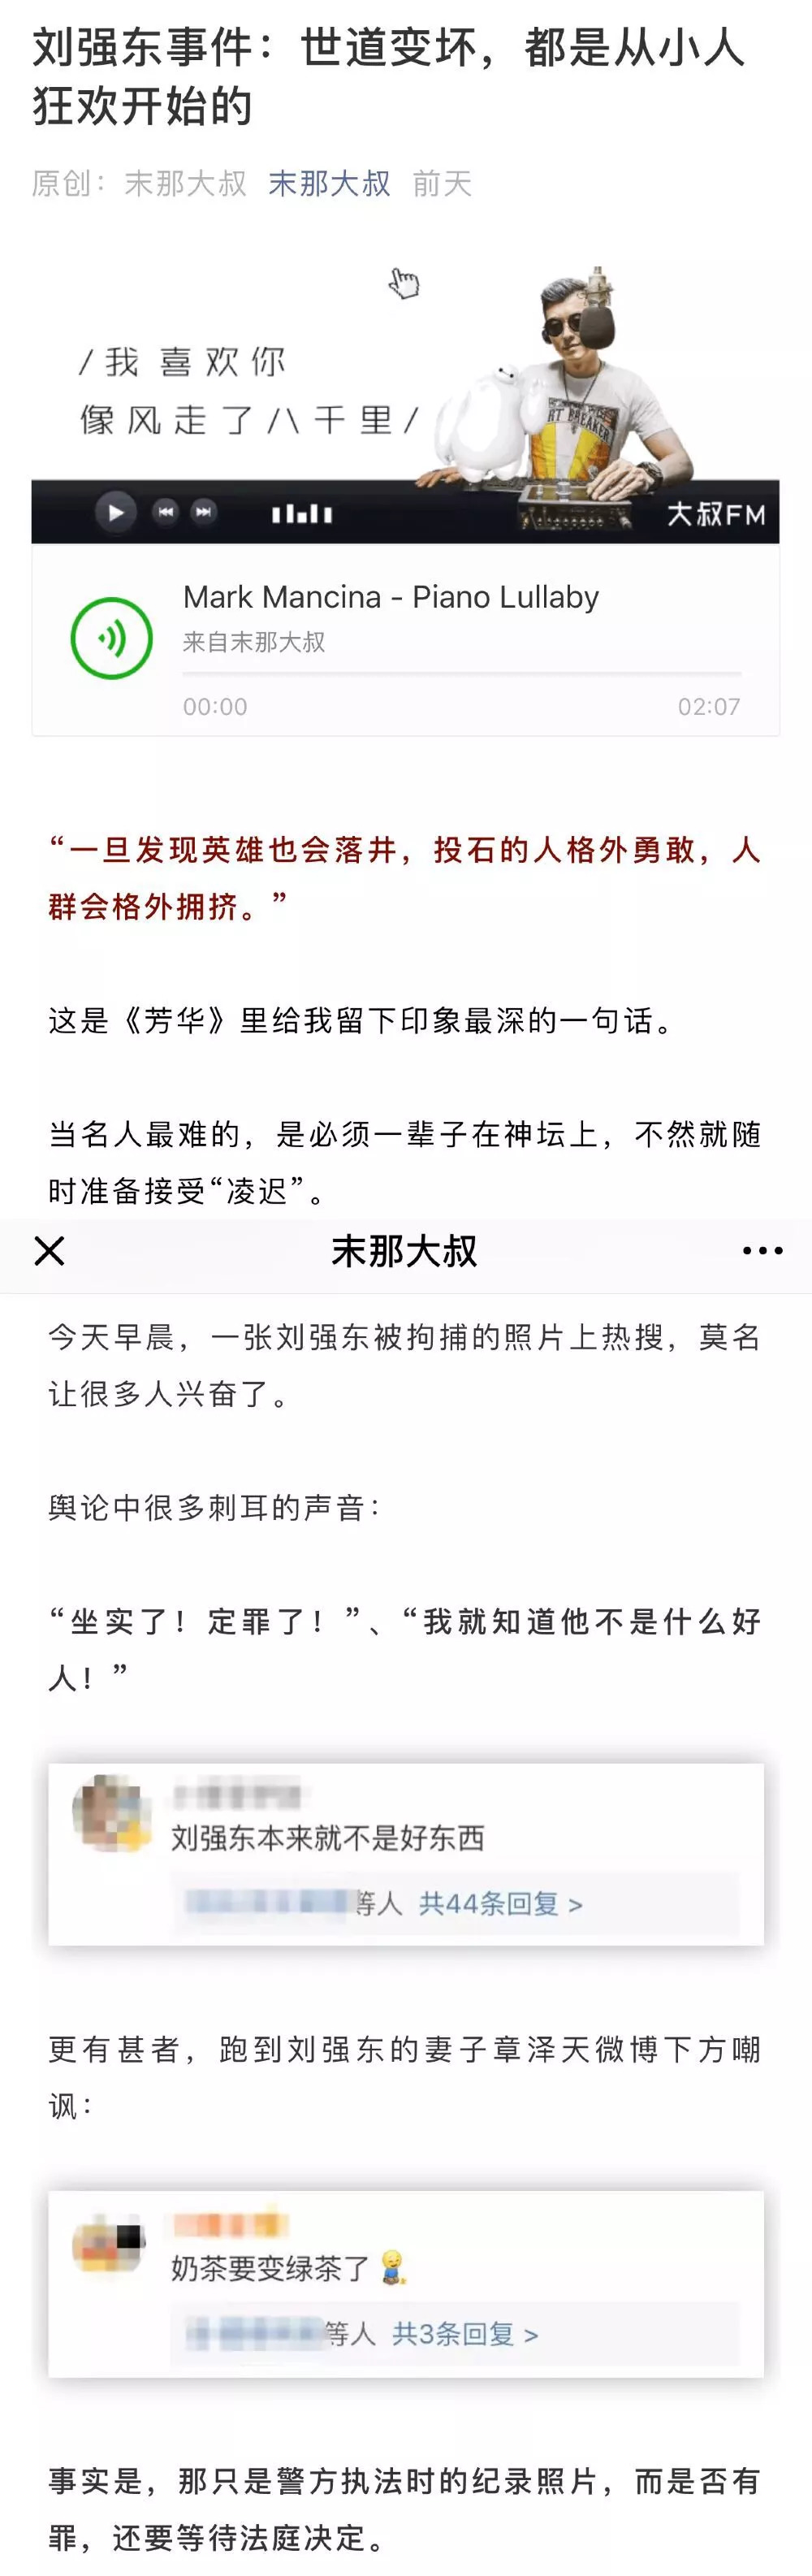 刘强东事件：世道变坏，都是从小人
狂欢开始的
原创：末那大叔 末那大叔 前天
/我喜欢你
像风走了八千里/
RT BREAKER
大叔FM
Mark Mancina - Piano Lullaby
来自末那大叔
00:00 02:07
“一旦发现英雄也会落井，投石的人格外勇敢，人
群会格外拥挤。”
这是《芳华》里给我留下印象最深的一句话。
当名人最难的，是必须一辈子在神坛上，不然就随
时准备接受“凌迟”。
末那大叔
今天早晨，一张刘强东被拘捕的照片上热搜，莫名
让很多人兴奋了。
舆论中很多刺耳的声音：
“坐实了！定罪了！”、“我就知道他不是什么好
人！”
刘强东本来就不是好东西
等人 共44条回复 >
更有甚者，跑到刘强东的妻子章泽天微博下方嘲
讽：
奶茶要变绿茶了
等人 共3条回复 >
事实是，那只是警方执法时的纪录照片，而是否有
罪，还要等待法庭决定。